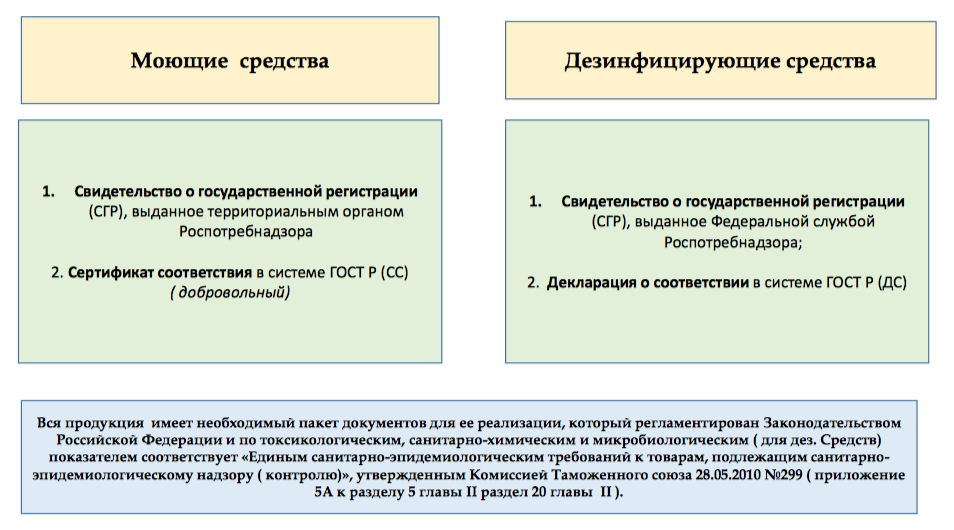 Моющие средства
Дезинфицирующие средства
1. Свидетельство о государственной регистрации
(СГР), выданное территориальным органом
Роспотребнадзора
2. Сертификат соответствия в системе ГОСТ Р (СС)
( добровольный)
1. Свидетельство о государственной регистрации
(СГР), выданное Федеральной службой
Роспотребнадзора;
2. Декларация о соответствии в системе ГОСТ Р (ДС)
Вся продукция имеет необходимый пакет документов для ее реализации, который регламентирован Законодательством
Российской Федерации и по токсикологическим, санитарно-химическим и микробиологическим ( для дез. Средств)
показателем соответствует «Единым санитарно-эпидемиологическим требований к товарам, подлежащим санитарно-
эпидемиологическому надзору ( контролю)», утвержденным Комиссией Таможенного союза 28.05.2010 №299 ( приложение
5А к разделу 5 главы II раздел 20 главы II ).